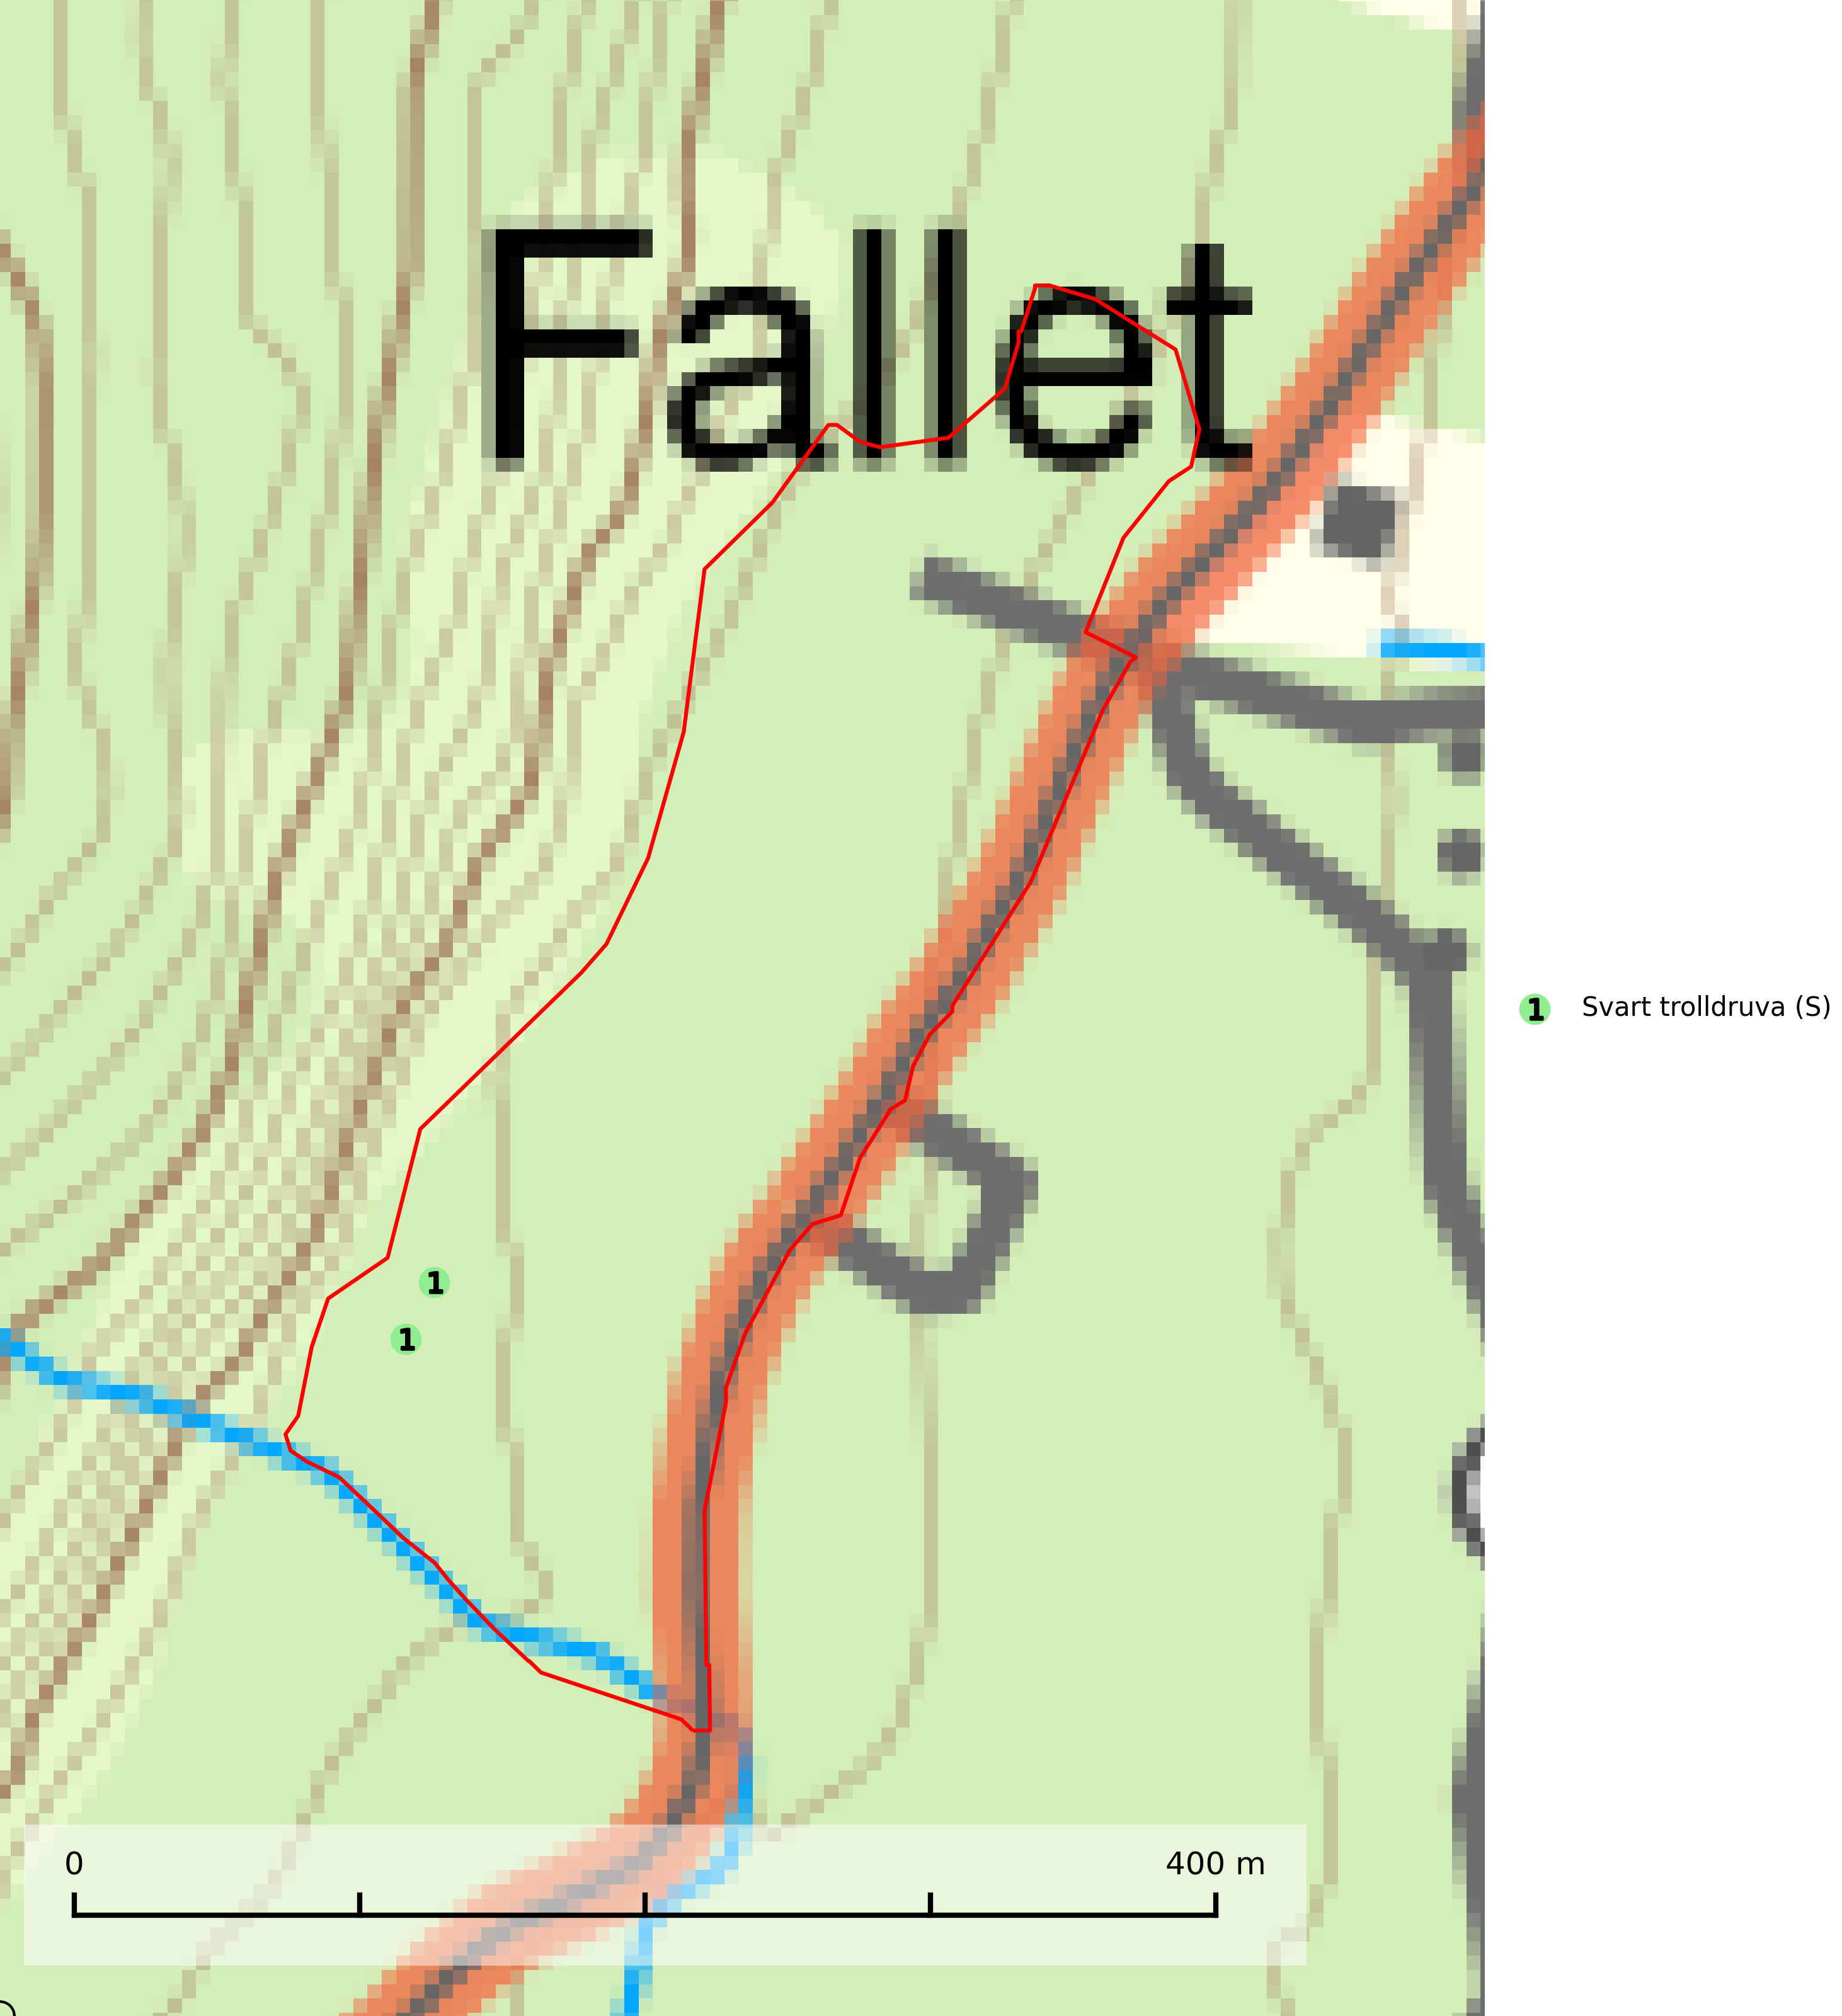 Fallet
1 Svart trolldruva (S)
1
1
0 400 m